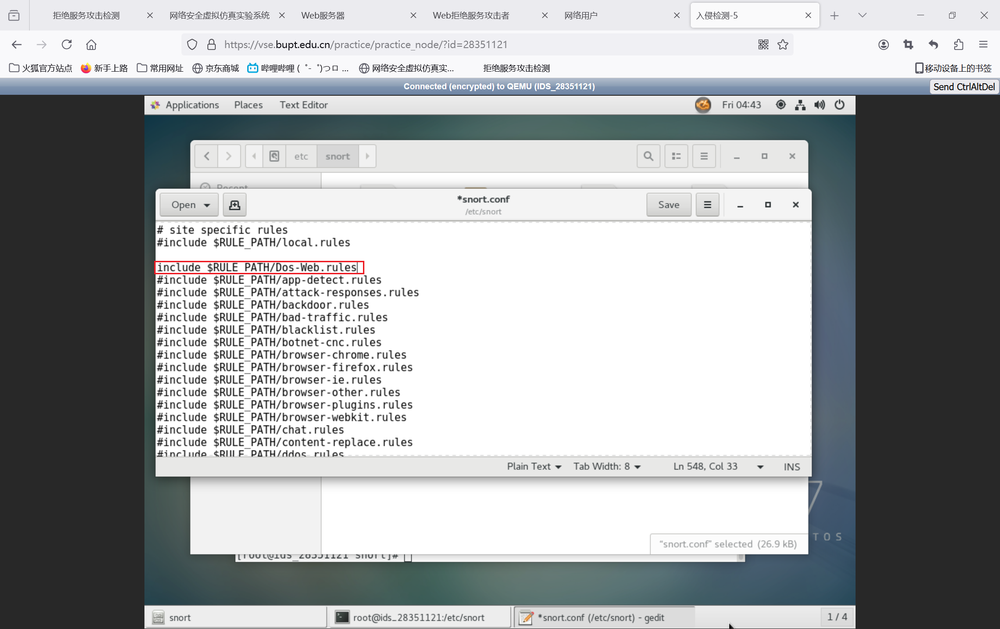 拒绝服务攻击检测
网络安全虚拟仿真实验系统
Web服务器
Web拒绝服务攻击者
网络用户
入侵检测-5
https://vse.bupt.edu.cn/practice/practice_node/?id=28351121
火狐官方站点
新手上路
常用网址
京东商城
哔哩哔哩 ( ゜- ゜)つロ ...
网络安全虚拟仿真实...
拒绝服务攻击检测
移动设备上的书签
Connected (encrypted) to QEMU (IDS_28351121)
Send CtrlAltDel
Applications Places Text Editor
Fri 04:43
etc snort
Recent
Open
*snort.conf
/etc/snort
Save
# site specific rules
#include $RULE_PATH/local.rules
include $RULE_PATH/Dos-Web.rules
#include $RULE_PATH/app-detect.rules
#include $RULE_PATH/attack-responses.rules
#include $RULE_PATH/backdoor.rules
#include $RULE_PATH/bad-traffic.rules
#include $RULE_PATH/blacklist.rules
#include $RULE_PATH/botnet-cnc.rules
#include $RULE_PATH/browser-chrome.rules
#include $RULE_PATH/browser-firefox.rules
#include $RULE_PATH/browser-ie.rules
#include $RULE_PATH/browser-other.rules
#include $RULE_PATH/browser-plugins.rules
#include $RULE_PATH/browser-webkit.rules
#include $RULE_PATH/chat.rules
#include $RULE_PATH/content-replace.rules
#include $RULE_PATH/ddos.rules
Plain Text Tab Width: 8 Ln 548, Col 33 INS
7
TOS
"snort.conf" selected (26.9 kB)
[root@ids_28351121 snort]#
snort
root@ids_28351121:/etc/snort
*snort.conf (/etc/snort) - gedit
1 / 4